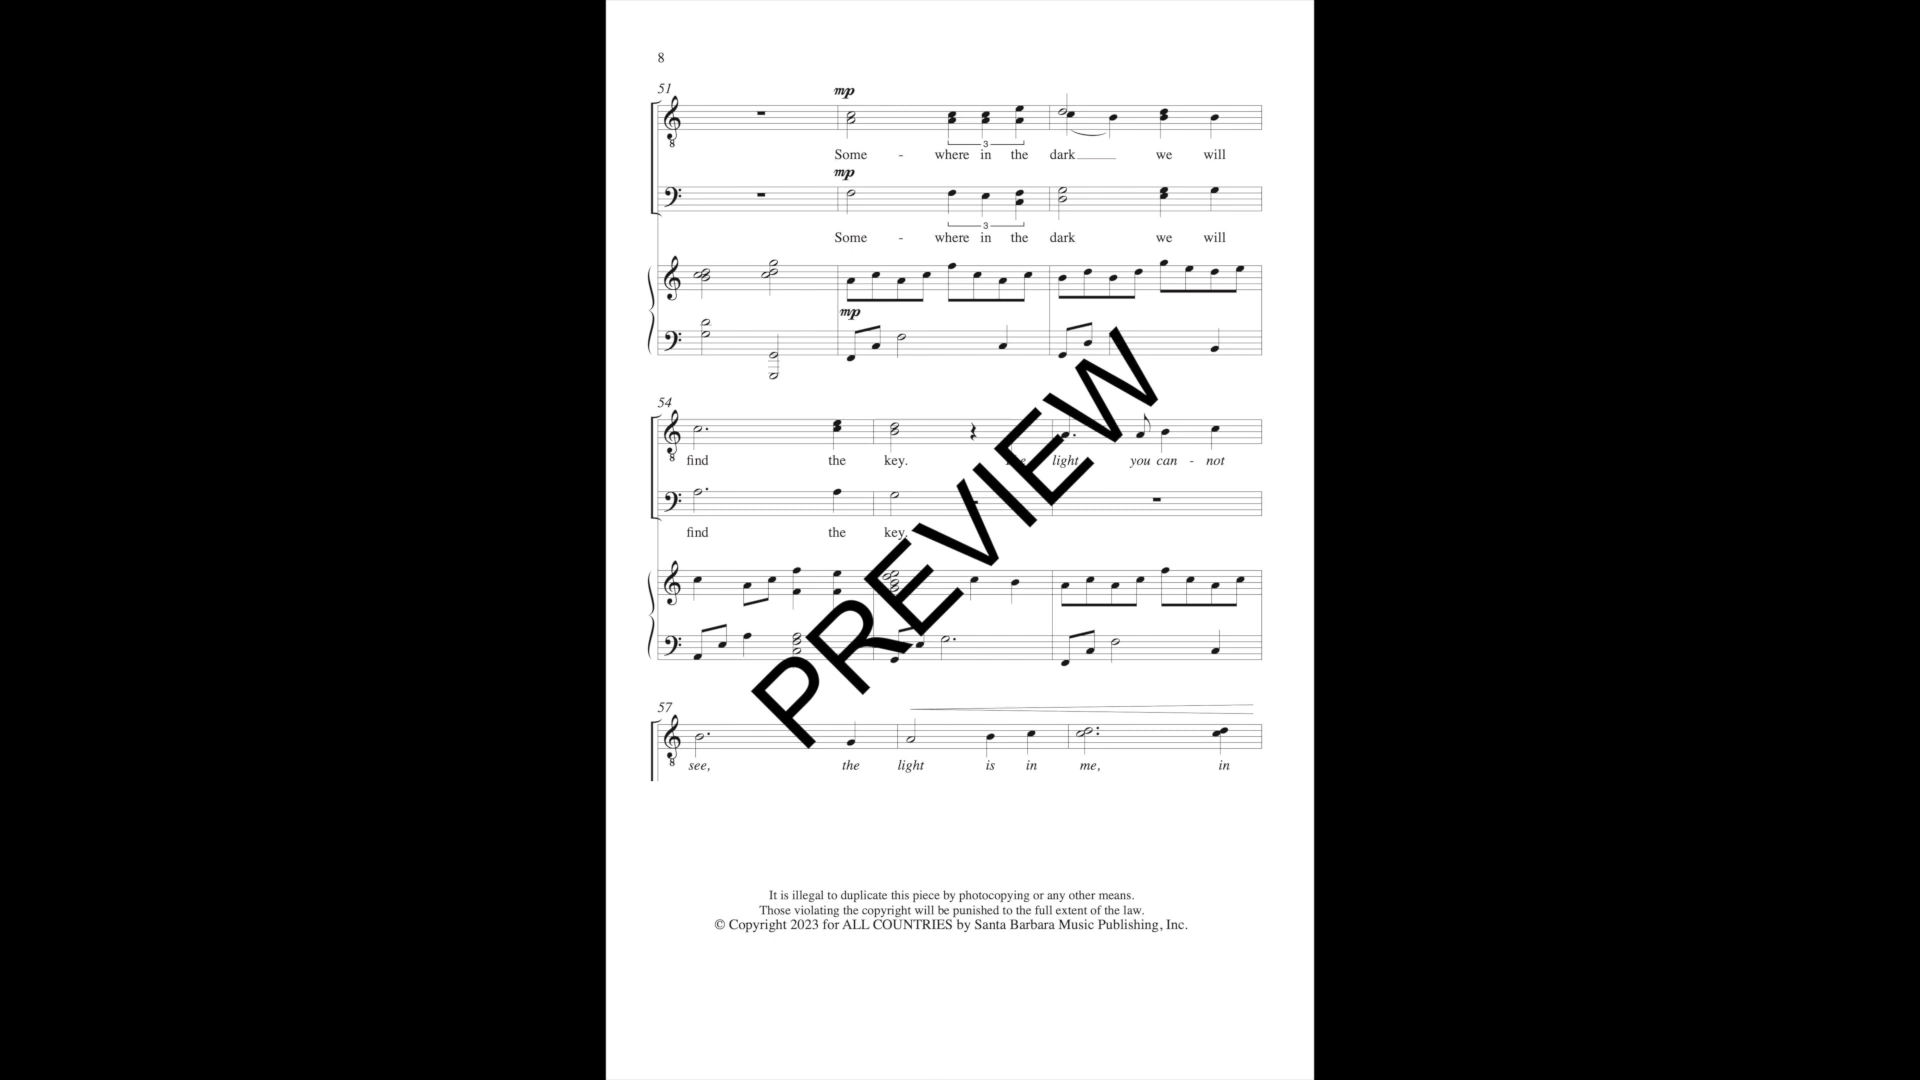 8
51
mp
3
Some - where in the dark we will
mp
3
Some - where in the dark we will
mp
54
8
find the key. light you can - not
find the key.
57
8
see, the light is in me, in
PREVIEW
It is illegal to duplicate this piece by photocopying or any other means.
Those violating the copyright will be punished to the full extent of the law.
© Copyright 2023 for ALL COUNTRIES by Santa Barbara Music Publishing, Inc.